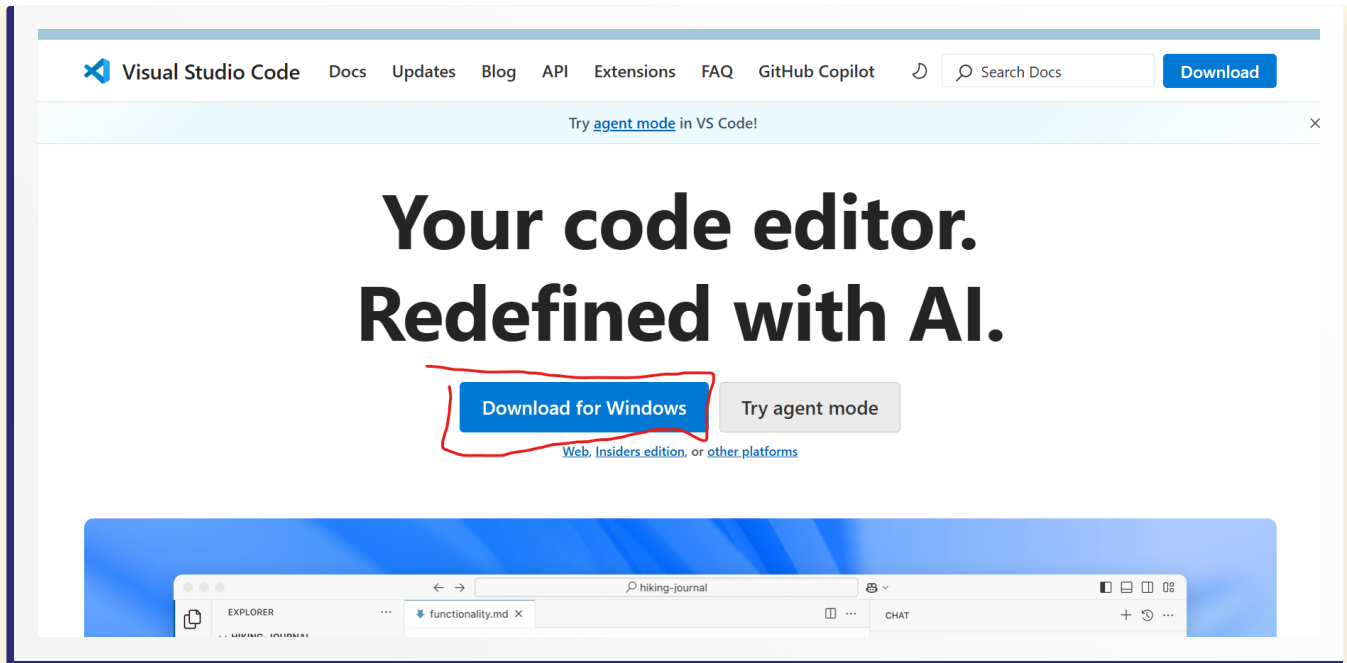 Visual Studio Code Docs Updates Blog API Extensions FAQ GitHub Copilot Search Docs Download
Try agent mode in VS Code!
Your code editor.
Redefined with AI.
Download for Windows Try agent mode
Web, Insiders edition, or other platforms
hiking-journal
EXPLORER ··· functionality.md ··· CHAT ···
HIKING-JOURNAL